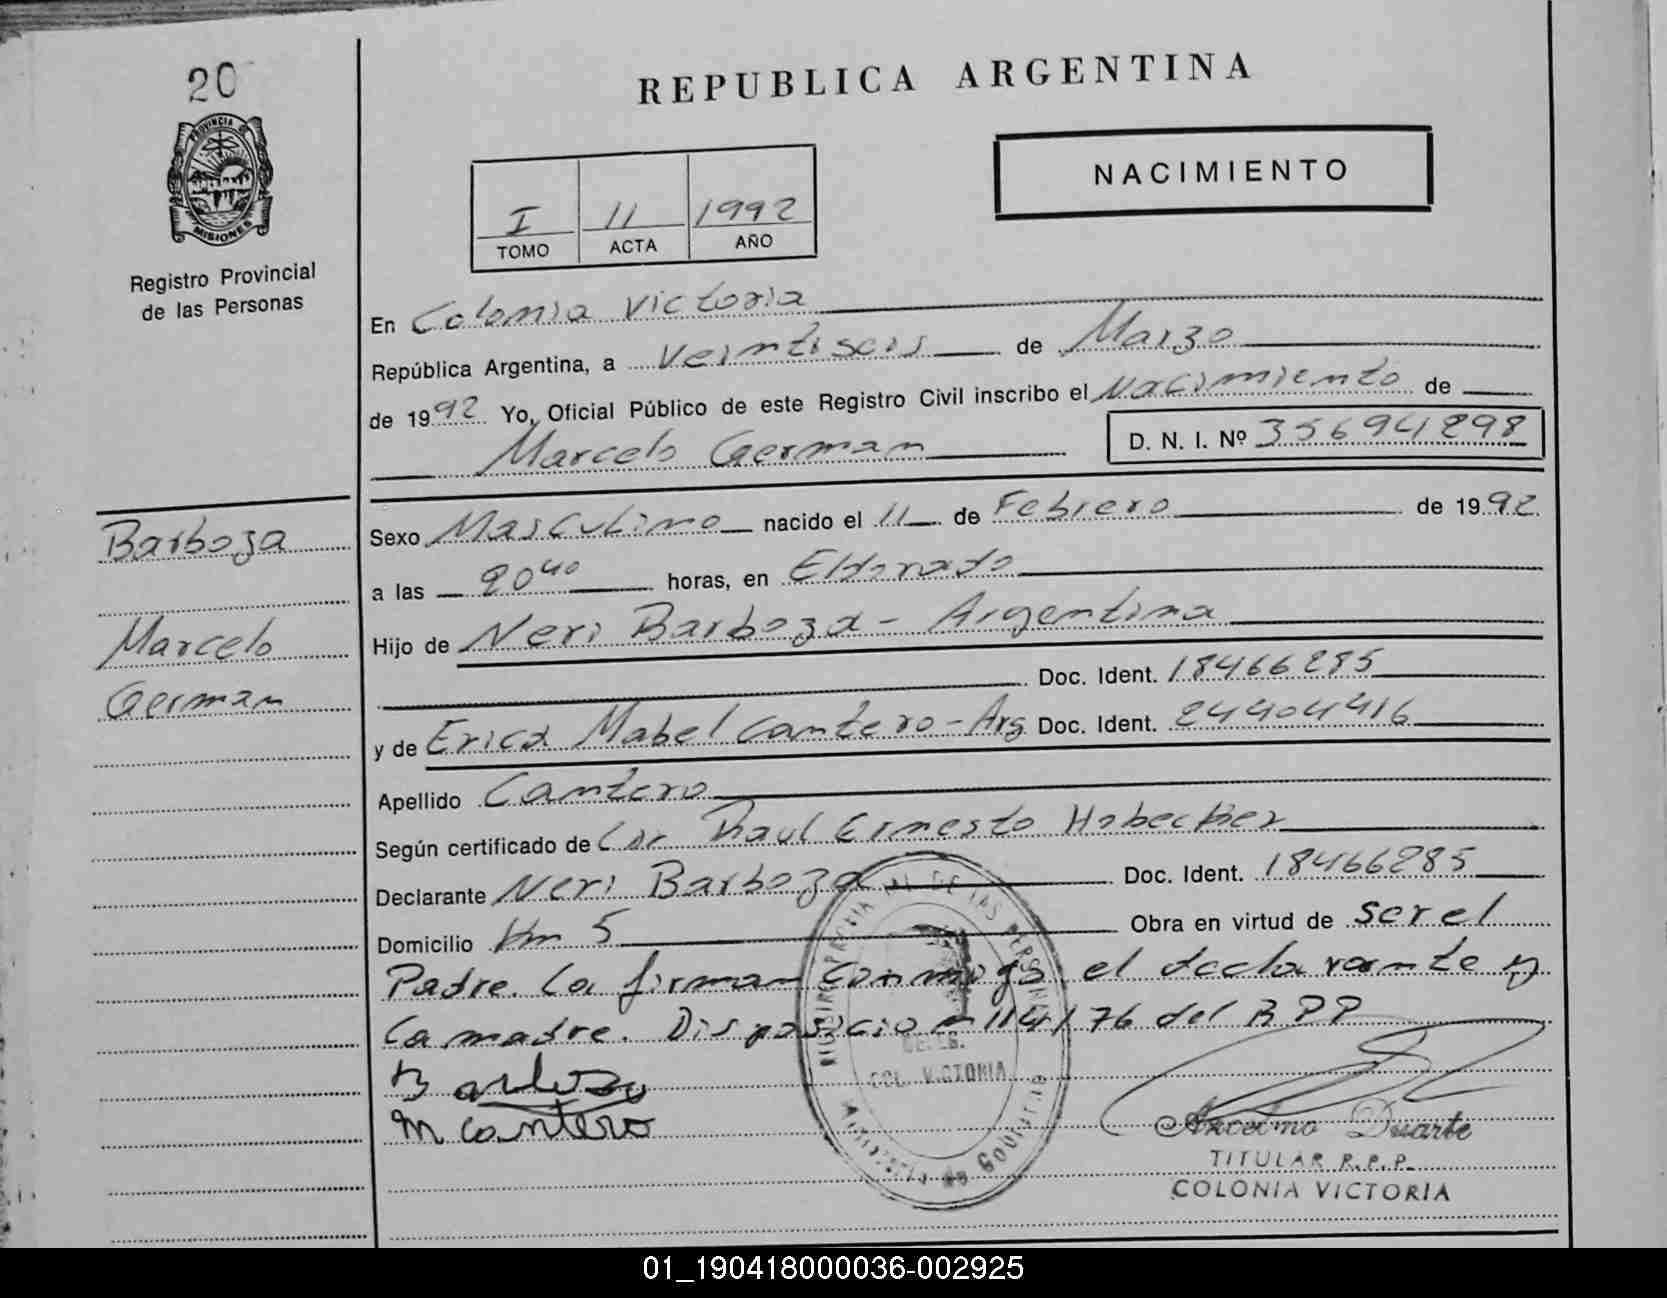 20
REPUBLICA ARGENTINA
PROVINCIA DE
MISIONES
Registro Provincial
de las Personas
NACIMIENTO
I 11 1992
TOMO ACTA AÑO
En Colonia Victoria
República Argentina, a Veintiseis de Marzo
de 1992 Yo, Oficial Público de este Registro Civil inscribo el Nacimiento de
Marcelo German D. N. I. Nº 35694898
Barboza
Marcelo
German
Sexo Masculino nacido el 11 de Febrero de 1992
a las 20 40 horas, en Eldorado
Hijo de Neri Barboza - Argentina
Doc. Ident. 18466285
y de Erica Mabel Cantero - Arg Doc. Ident. 24404416
Apellido Cantero
Según certificado de Raul Ernesto
Declarante Neri Barboza Doc. Ident. 18466285
Domicilio Km 5 Obra en virtud de ser el
Padre. La firman conmigo el declarante y
la madre. Disposicion 114/76 del RPP
Barboza
M Cantero
COL. VICTORIA
Ancelmo Duarte
TITULAR R.P.P.
COLONIA VICTORIA
01_190418000036-002925